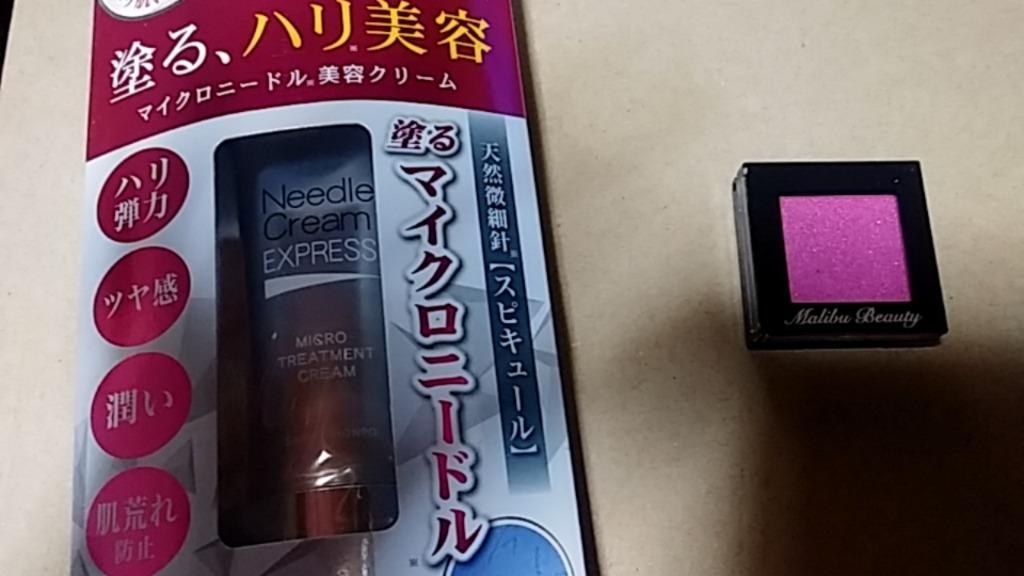 塗る、ハリ※美容
マイクロニードル※美容クリーム
ハリ
弾力
ツヤ感
潤い
肌荒れ
防止
Needle
Cream
EXPRESS
MICRO
TREATMENT
CREAM
塗るマイクロニードル※
天然微細針※【スピキュール】
Malibu Beauty